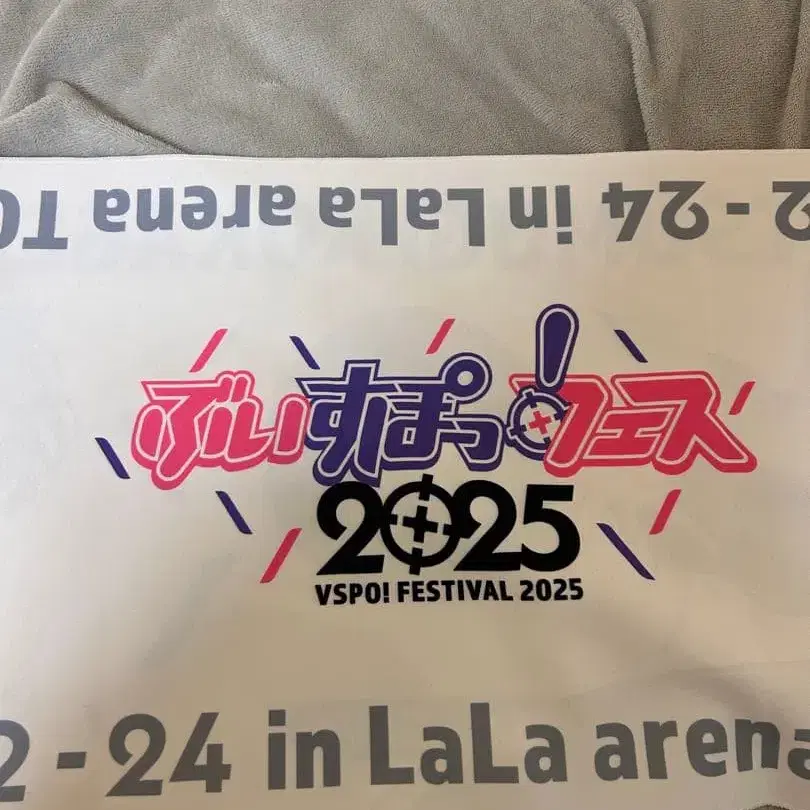 2 - 24 in LaLa arena TO
ぶいすぽっ!フェス
2025
VSPO! FESTIVAL 2025
2 - 24 in LaLa arena